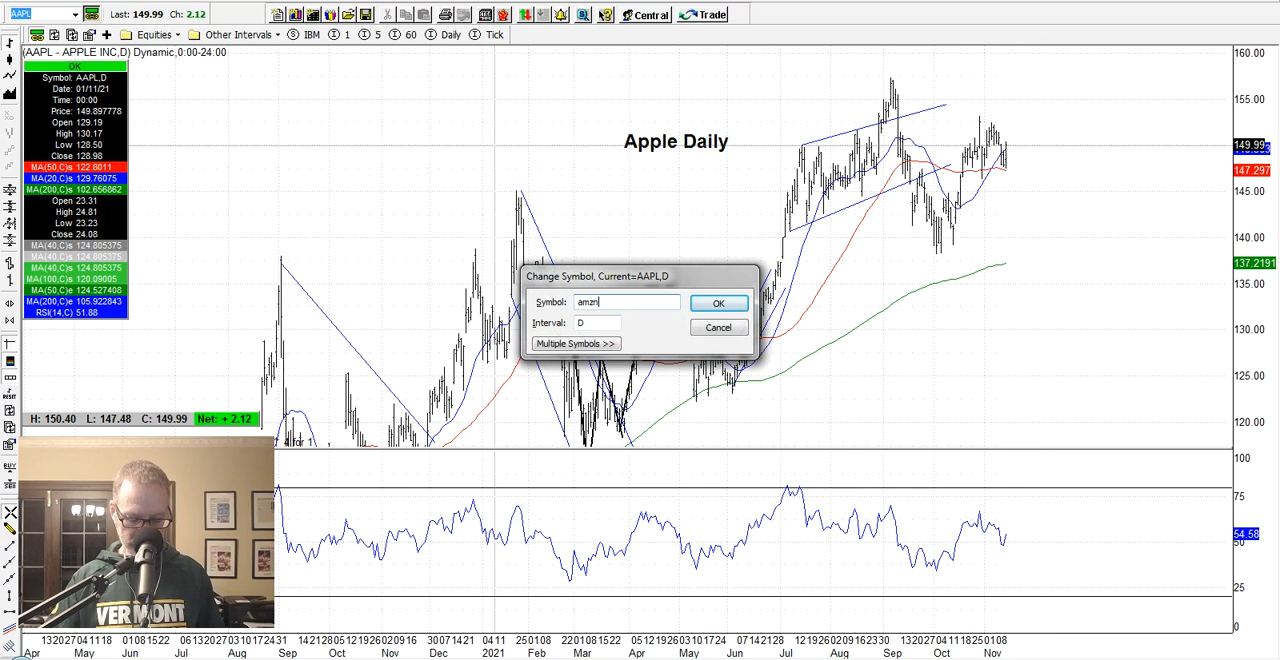 AAPL Last: 149.99 Ch: 2.12 Central Trade
Equities Other Intervals IBM 1 5 60 Daily Tick
(AAPL - APPLE INC,D) Dynamic,0:00-24:00
OK
Symbol: AAPL,D
Date: 01/11/21
Time: 00:00
Price: 149.897778
Open 129.19
High 130.17
Low 128.50
Close 128.98
MA(50,C)s 122.8011
MA(20,C)s 129.76075
MA(200,C)s 102.656862
Open 23.31
High 24.81
Low 23.23
Close 24.08
MA(40,C)s 124.805375
MA(40,C)s 124.805375
MA(40,C)s 124.805375
MA(100,C)s 120.09005
MA(50,C)e 124.527408
MA(200,C)e 105.922843
RSI(14,C) 51.88
Apple Daily
Change Symbol, Current=AAPL,D
Symbol: amzn OK
Interval: D Cancel
Multiple Symbols >>
160.00
155.00
149.99
147.297
145.00
140.00
137.2191
135.00
130.00
125.00
120.00
H: 150.40 L: 147.48 C: 149.99 Net: + 2.12
for 1
RESET
BUY
100
75
54.58
50
25
0
VERMONT
Apr May Jun Jul Aug Sep Oct Nov Dec 2021 Feb Mar Apr May Jun Jul Aug Sep Oct Nov